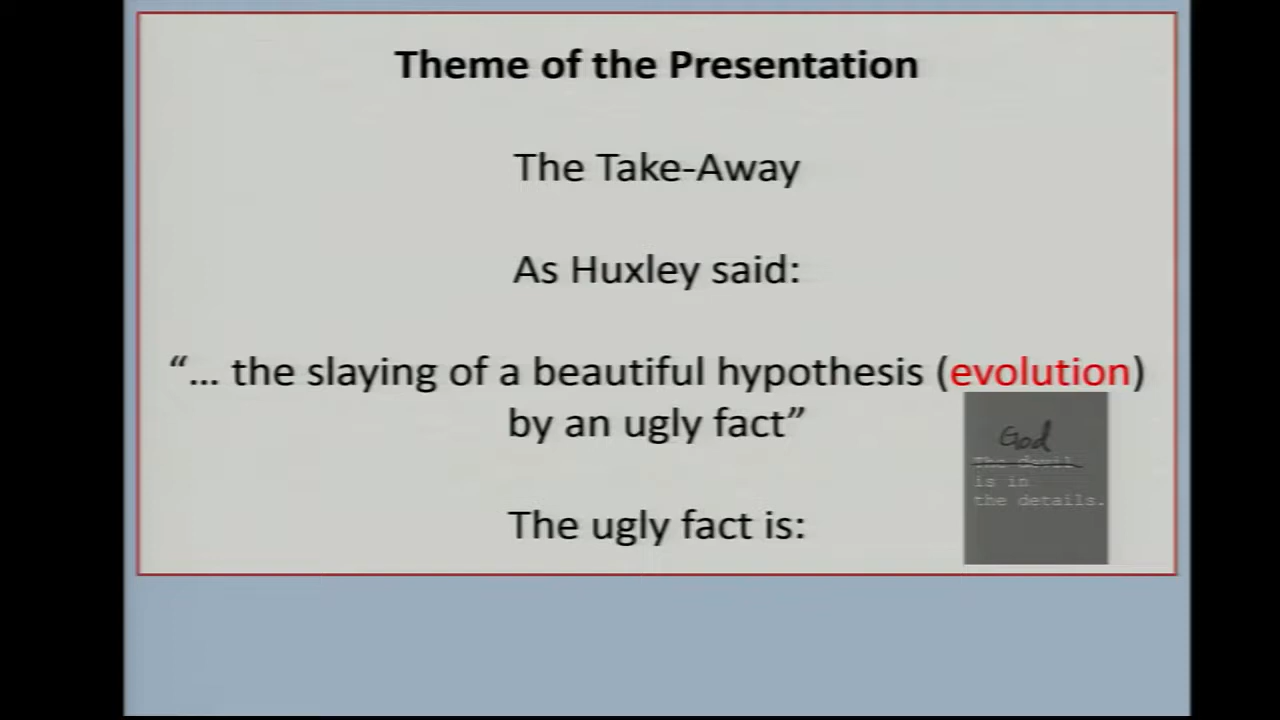 Theme of the Presentation
The Take-Away
As Huxley said:
“... the slaying of a beautiful hypothesis (evolution)
by an ugly fact”
God
The devil
is in
the details.
The ugly fact is: